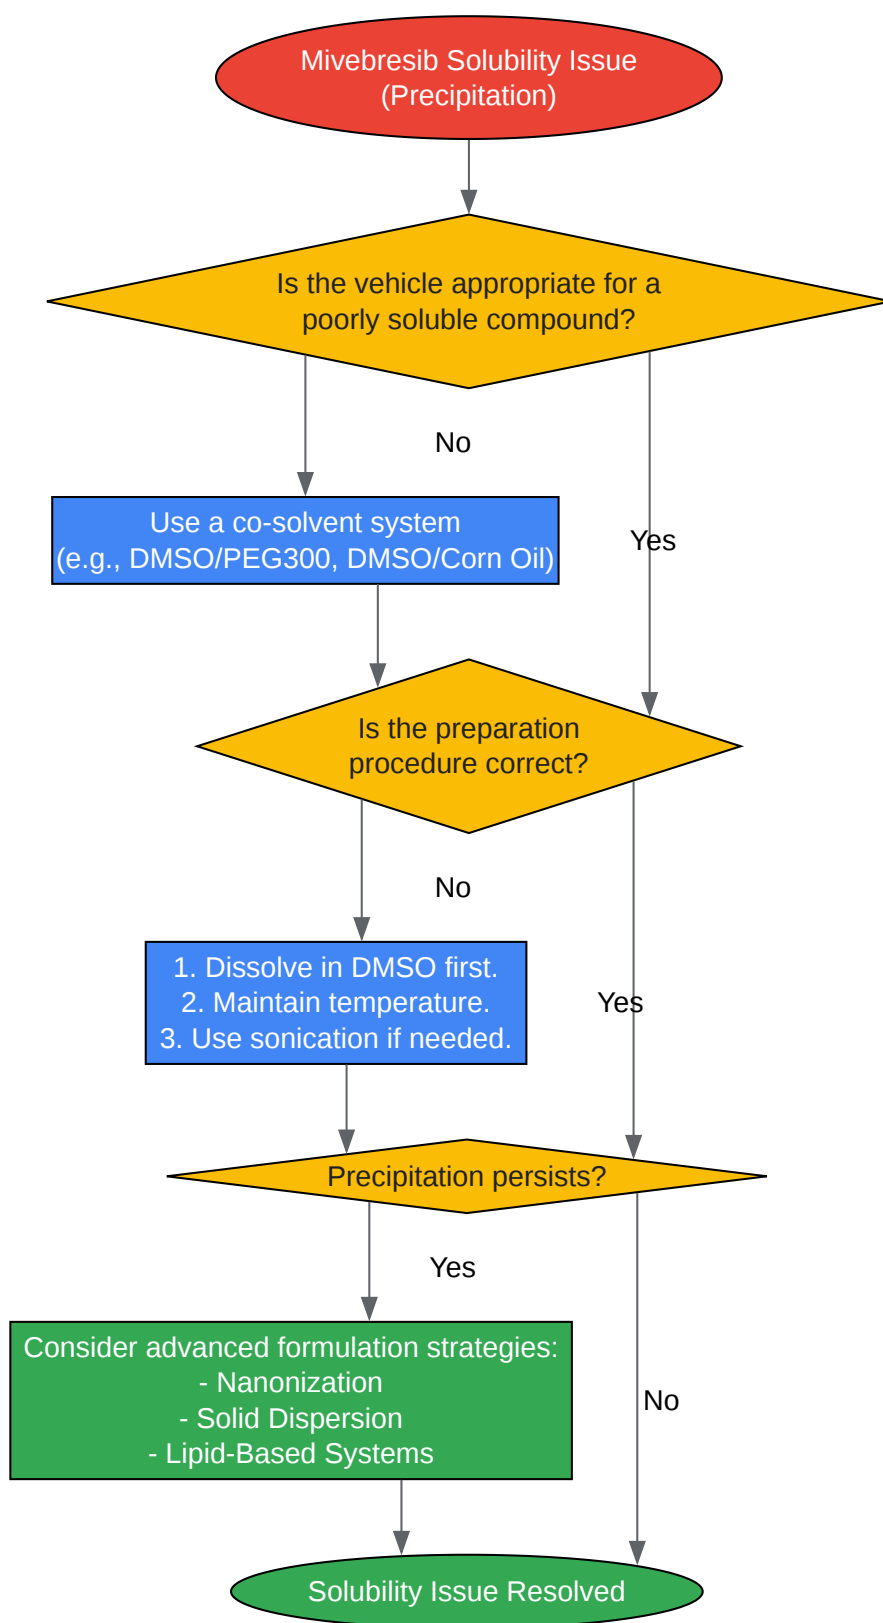 Mivebresib Solubility Issue
(Precipitation)
Is the vehicle appropriate for a
poorly soluble compound?
No
Use a co-solvent system
(e.g., DMSO/PEG300, DMSO/Corn Oil)
Yes
Is the preparation
procedure correct?
No
1. Dissolve in DMSO first.
2. Maintain temperature.
3. Use sonication if needed.
Yes
Precipitation persists?
Yes
Consider advanced formulation strategies:
- Nanonization
- Solid Dispersion
- Lipid-Based Systems
No
Solubility Issue Resolved